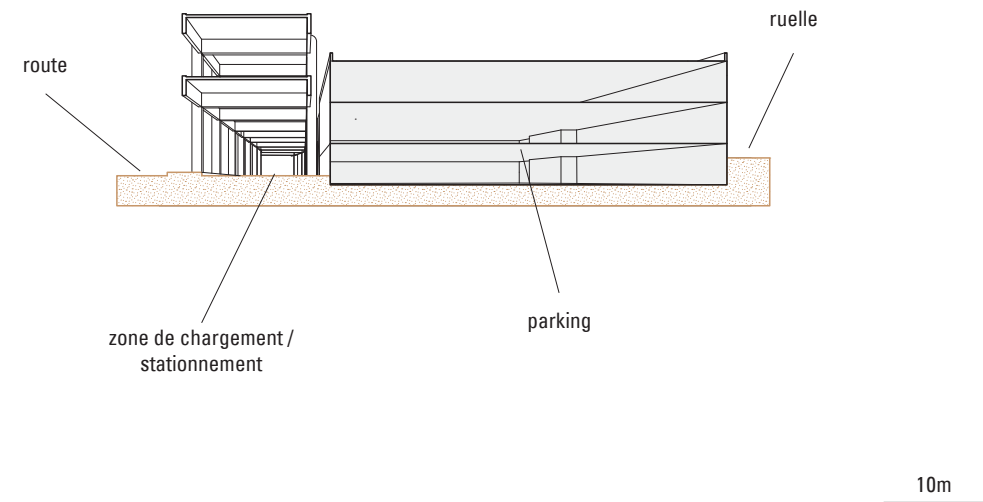 ruelle
route
parking
zone de chargement /
stationnement
10m